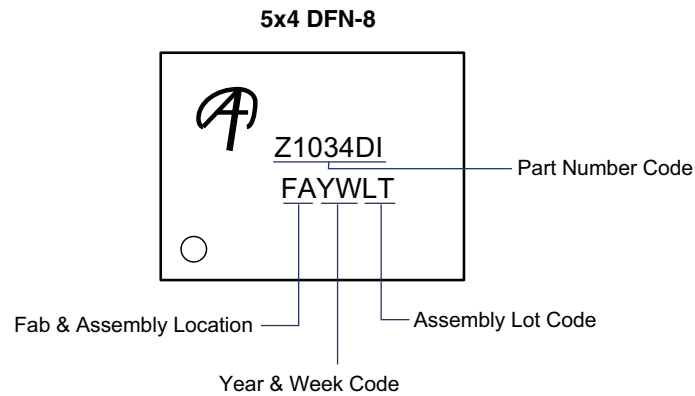 5x4 DFN-8
Z1034DI
Part Number Code
FAYWLT
Fab & Assembly Location
Assembly Lot Code
Year & Week Code